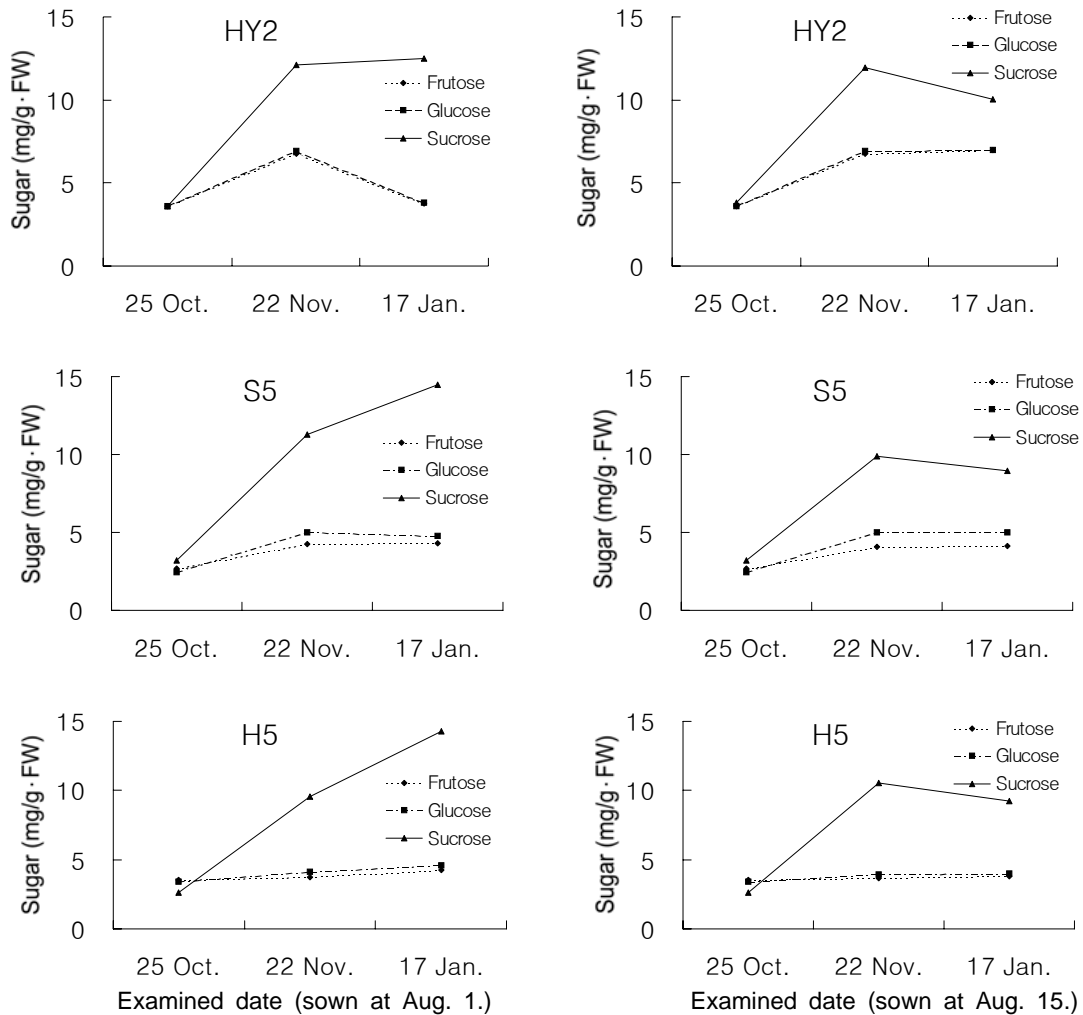 HY2
Sugar (mg/g·FW)
15
10
5
0
Frutose
Glucose
Sucrose
25 Oct. 22 Nov. 17 Jan.
HY2
Sugar (mg/g·FW)
15
10
5
0
Frutose
Glucose
Sucrose
25 Oct. 22 Nov. 17 Jan.
S5
Sugar (mg/g·FW)
15
10
5
0
Frutose
Glucose
Sucrose
25 Oct. 22 Nov. 17 Jan.
S5
Sugar (mg/g·FW)
15
10
5
0
Frutose
Glucose
Sucrose
25 Oct. 22 Nov. 17 Jan.
H5
Sugar (mg/g·FW)
15
10
5
0
Frutose
Glucose
Sucrose
25 Oct. 22 Nov. 17 Jan.
Examined date (sown at Aug. 1.)
H5
Sugar (mg/g·FW)
15
10
5
0
Frutose
Glucose
Sucrose
25 Oct. 22 Nov. 17 Jan.
Examined date (sown at Aug. 15.)